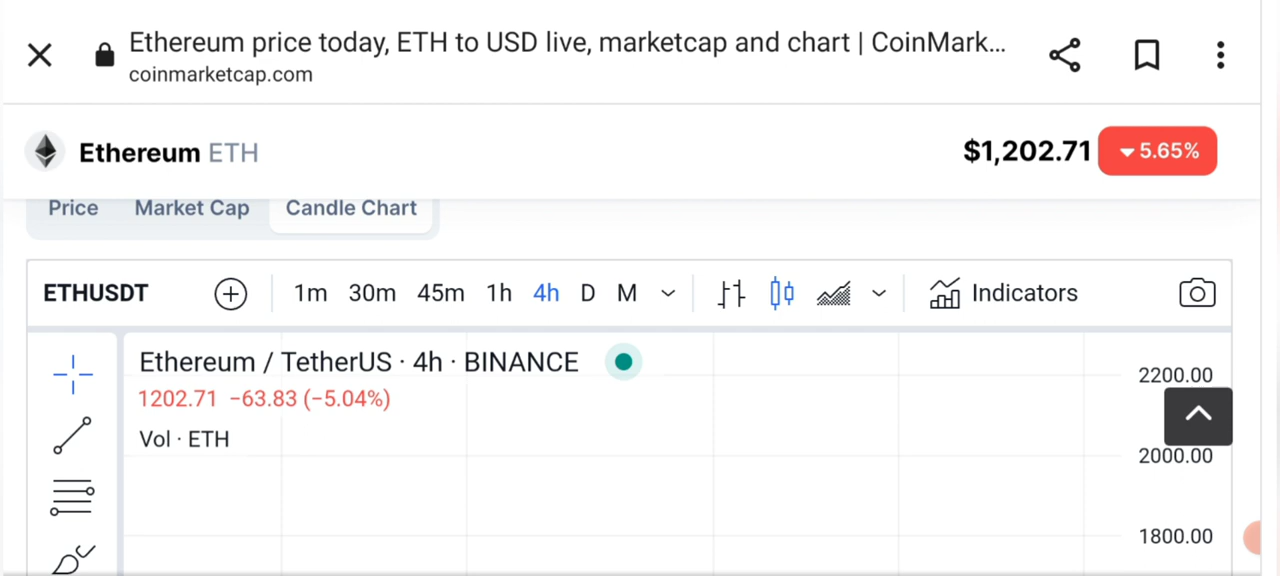 Ethereum price today, ETH to USD live, marketcap and chart | CoinMark...
coinmarketcap.com
Ethereum ETH $1,202.71 5.65%
Price Market Cap Candle Chart
ETHUSDT 1m 30m 45m 1h 4h D M Indicators
Ethereum / TetherUS · 4h · BINANCE
2200.00
1202.71 −63.83 (−5.04%)
Vol · ETH
2000.00
1800.00